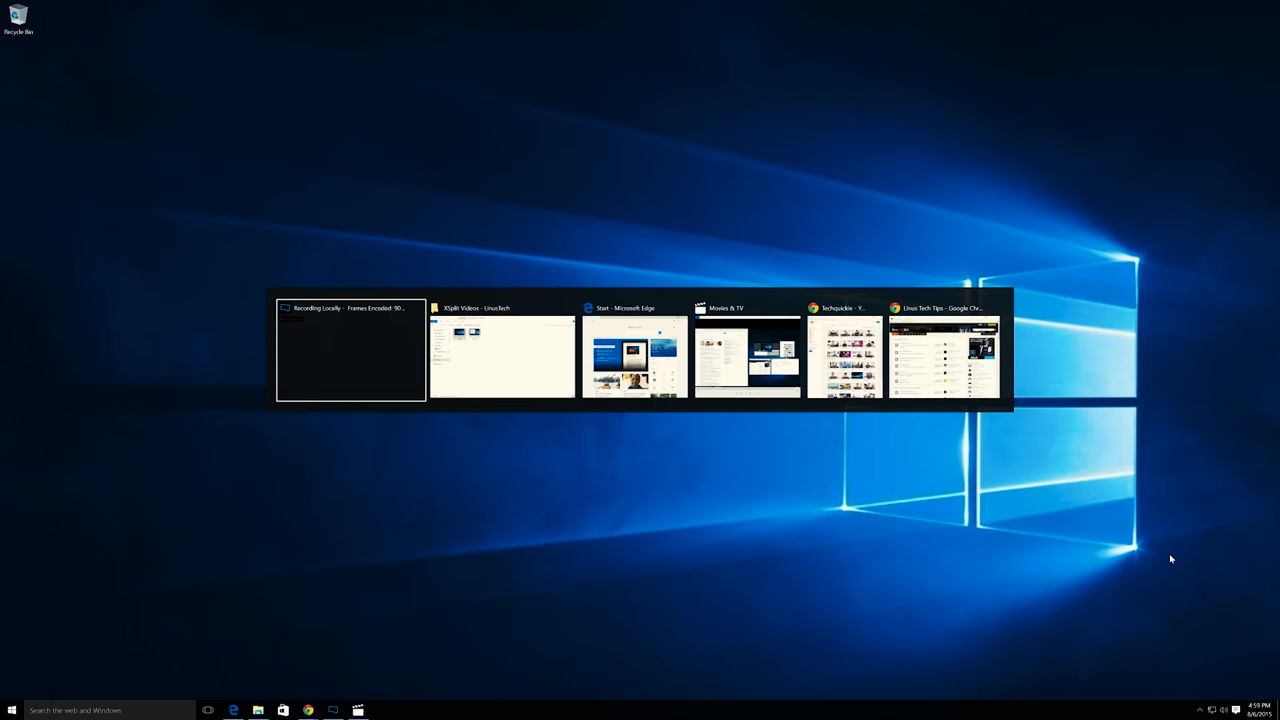 Recycle Bin
Recording Locally - Frames Encoded: 90...
XSplit Videos - LinusTech
Start - Microsoft Edge
Movies & TV
Techquickie - Y...
Linus Tech Tips - Google Chr...
Search the web and Windows
4:59 PM
8/6/2015